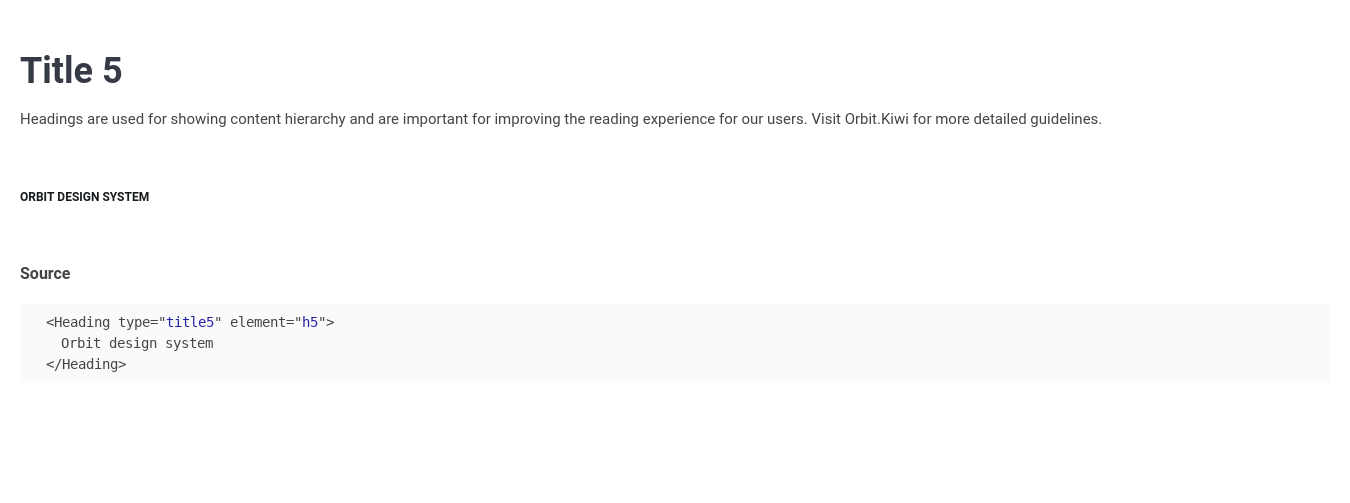 Title 5
Headings are used for showing content hierarchy and are important for improving the reading experience for our users. Visit Orbit.Kiwi for more detailed guidelines.
ORBIT DESIGN SYSTEM
Source
<Heading type="title5" element="h5">
  Orbit design system
</Heading>